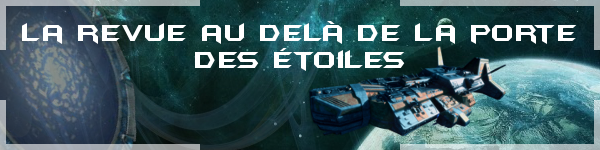 LA REVUE AU DELÀ DE LA PORTE
DES ÉTOILES